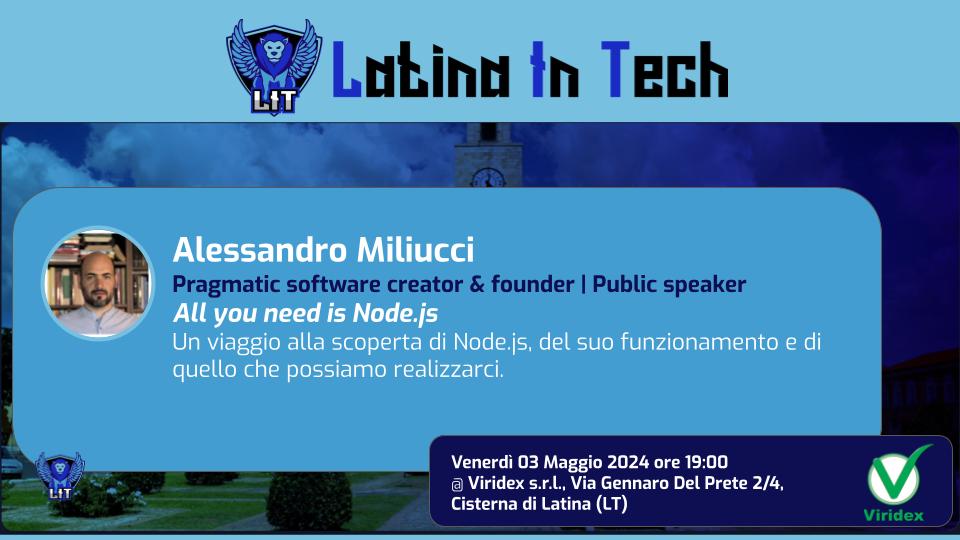 LIT
Latina In Tech
Alessandro Miliucci
Pragmatic software creator & founder | Public speaker
All you need is Node.js
Un viaggio alla scoperta di Node.js, del suo funzionamento e di
quello che possiamo realizzarci.
LIT
Venerdì 03 Maggio 2024 ore 19:00
@ Viridex s.r.l., Via Gennaro Del Prete 2/4,
Cisterna di Latina (LT)
Viridex